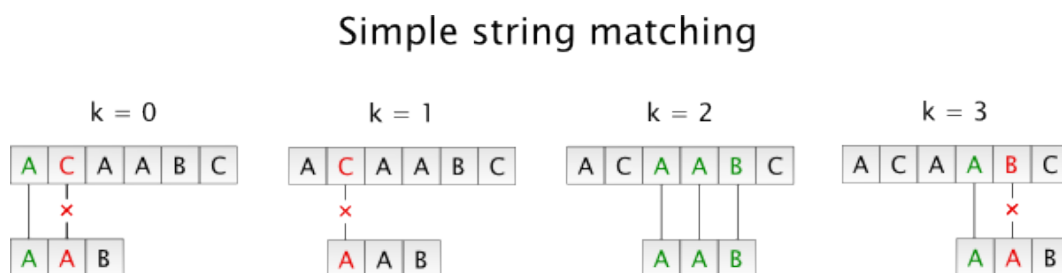 Simple string matching
k = 0
k = 1
k = 2
k = 3
A C A A B C
A C A A B C
A C A A B C
A C A A B C
× × ×
A A B
A A B
A A B
A A B